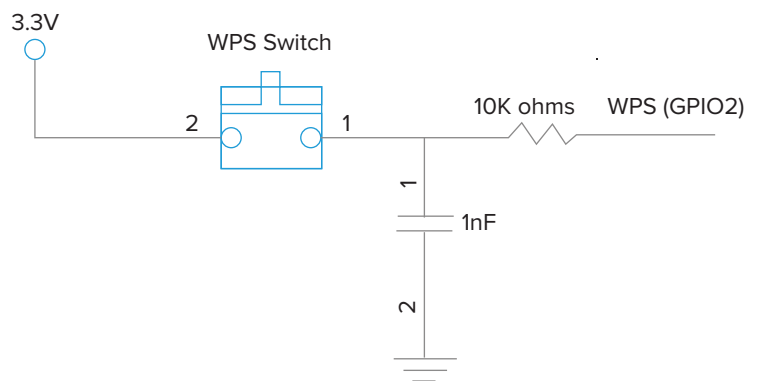 3.3V
WPS Switch
10K ohms
WPS (GPIO2)
2
1
1
1nF
2